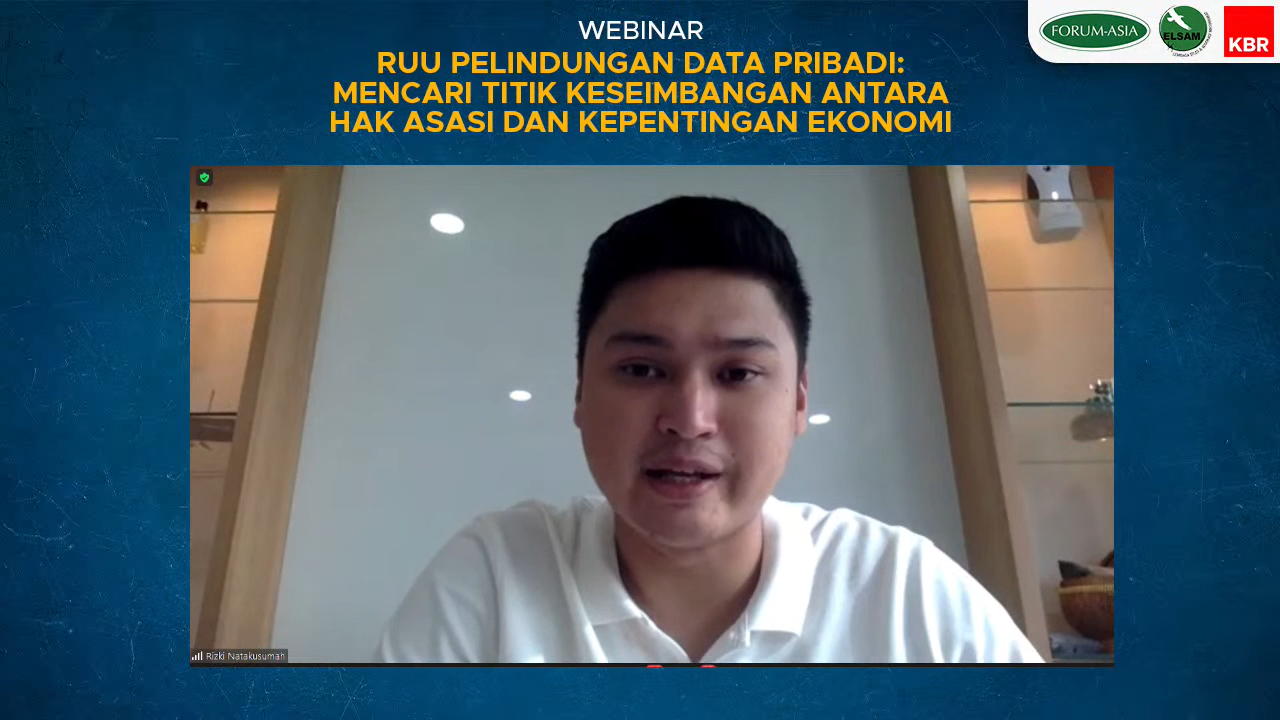 WEBINAR
RUU PELINDUNGAN DATA PRIBADI:
MENCARI TITIK KESEIMBANGAN ANTARA
HAK ASASI DAN KEPENTINGAN EKONOMI
FORUM-ASIA
ELSAM
KBR
Rizki Natakusumah